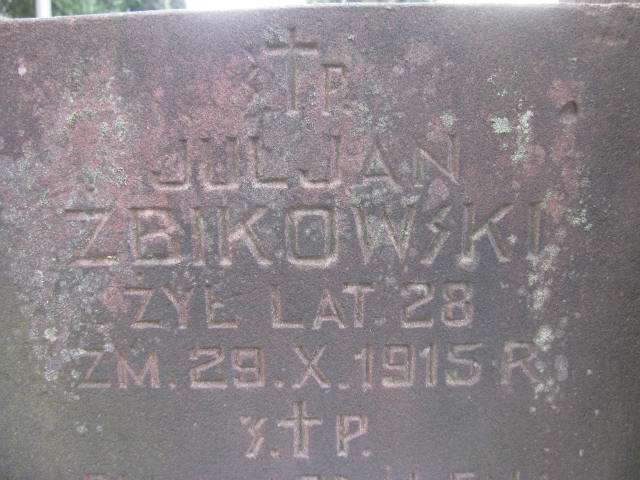 Ś.†P.
JULJAN
ZBIKOWSKI
ŻYŁ LAT. 28
ZM. 29.X.1915 R
Ś.†P.